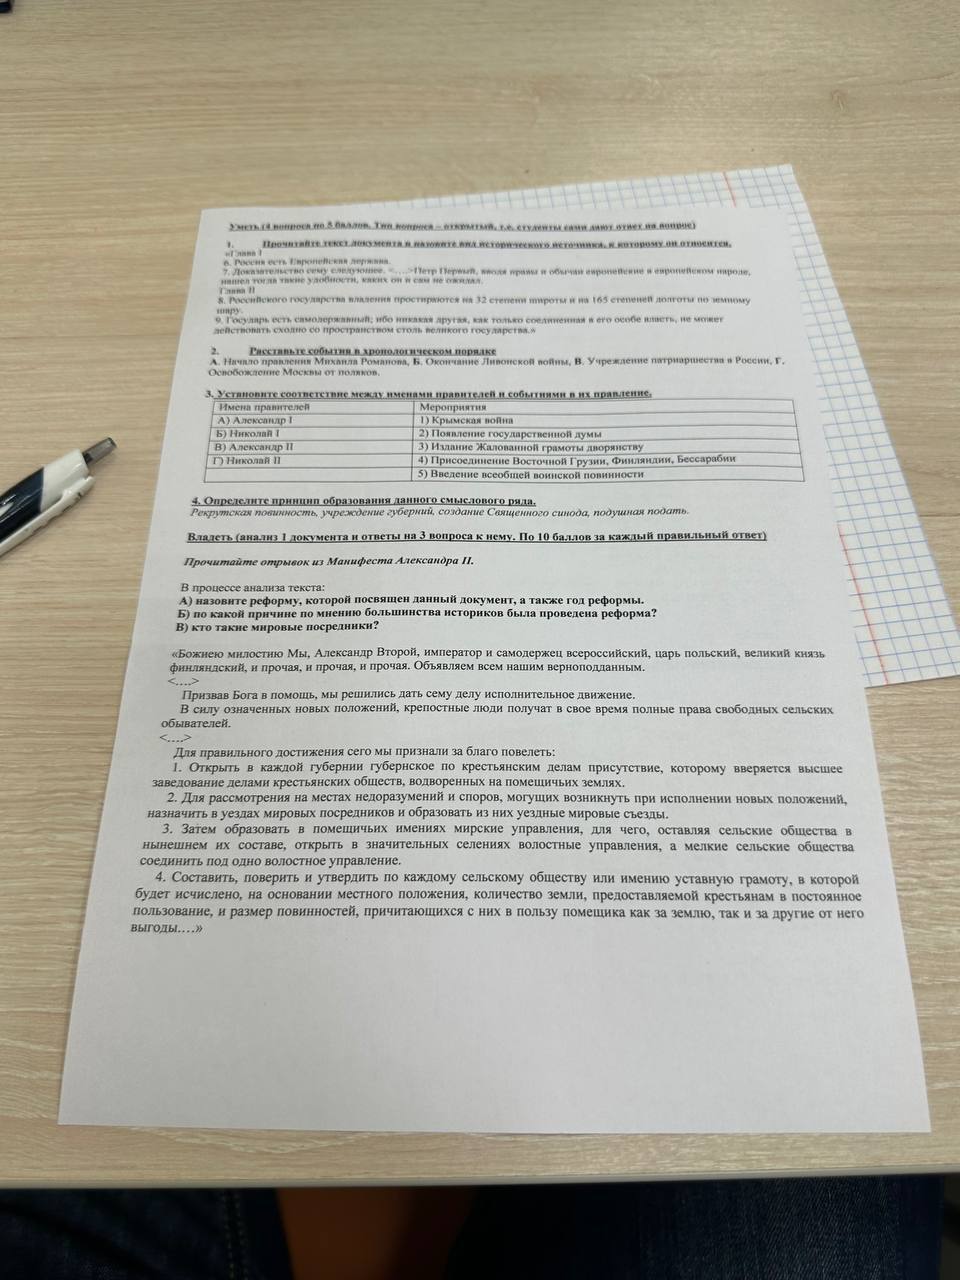 Уметь (4 вопроса по 5 баллов. Тип вопроса – открытый, т.е. студенты сами дают ответ на вопрос)
1. Прочитайте текст документа и назовите вид исторического источника, к которому он относится.
«Глава I
6. Россия есть Европейская держава.
7. Доказательство сему следующее. <….>Петр Первый, вводя нравы и обычаи европейские в европейском народе,
нашел тогда такие удобности, каких он и сам не ожидал.
Глава II
8. Российского государства владения простираются на 32 степени широты и на 165 степеней долготы по земному
шару.
9. Государь есть самодержавный; ибо никакая другая, как только соединенная в его особе власть, не может
действовать сходно со пространством столь великого государства.»
2. Расставьте события в хронологическом порядке
А. Начало правления Михаила Романова, Б. Окончание Ливонской войны, В. Учреждение патриаршества в России, Г.
Освобождение Москвы от поляков.
3. Установите соответствие между именами правителей и событиями в их правление.
Имена правителей Мероприятия
А) Александр I 1) Крымская война
Б) Николай I 2) Появление государственной думы
В) Александр II 3) Издание Жалованной грамоты дворянству
Г) Николай II 4) Присоединение Восточной Грузии, Финляндии, Бессарабии
5) Введение всеобщей воинской повинности
4. Определите принцип образования данного смыслового ряда.
Рекрутская повинность, учреждение губерний, создание Священного синода, подушная подать.
Владеть (анализ 1 документа и ответы на 3 вопроса к нему. По 10 баллов за каждый правильный ответ)
Прочитайте отрывок из Манифеста Александра II.
В процессе анализа текста:
А) назовите реформу, которой посвящен данный документ, а также год реформы.
Б) по какой причине по мнению большинства историков была проведена реформа?
В) кто такие мировые посредники?
«Божиею милостию Мы, Александр Второй, император и самодержец всероссийский, царь польский, великий князь
финляндский, и прочая, и прочая, и прочая. Объявляем всем нашим верноподданным.
<….>
Призвав Бога в помощь, мы решились дать сему делу исполнительное движение.
В силу означенных новых положений, крепостные люди получат в свое время полные права свободных сельских
обывателей.
<….>
Для правильного достижения сего мы признали за благо повелеть:
1. Открыть в каждой губернии губернское по крестьянским делам присутствие, которому вверяется высшее
заведование делами крестьянских обществ, водворенных на помещичьих землях.
2. Для рассмотрения на местах недоразумений и споров, могущих возникнуть при исполнении новых положений,
назначить в уездах мировых посредников и образовать из них уездные мировые съезды.
3. Затем образовать в помещичьих имениях мирские управления, для чего, оставляя сельские общества в
нынешнем их составе, открыть в значительных селениях волостные управления, а мелкие сельские общества
соединить под одно волостное управление.
4. Составить, поверить и утвердить по каждому сельскому обществу или имению уставную грамоту, в которой
будет исчислено, на основании местного положения, количество земли, предоставляемой крестьянам в постоянное
пользование, и размер повинностей, причитающихся с них в пользу помещика как за землю, так и за другие от него
выгоды….»